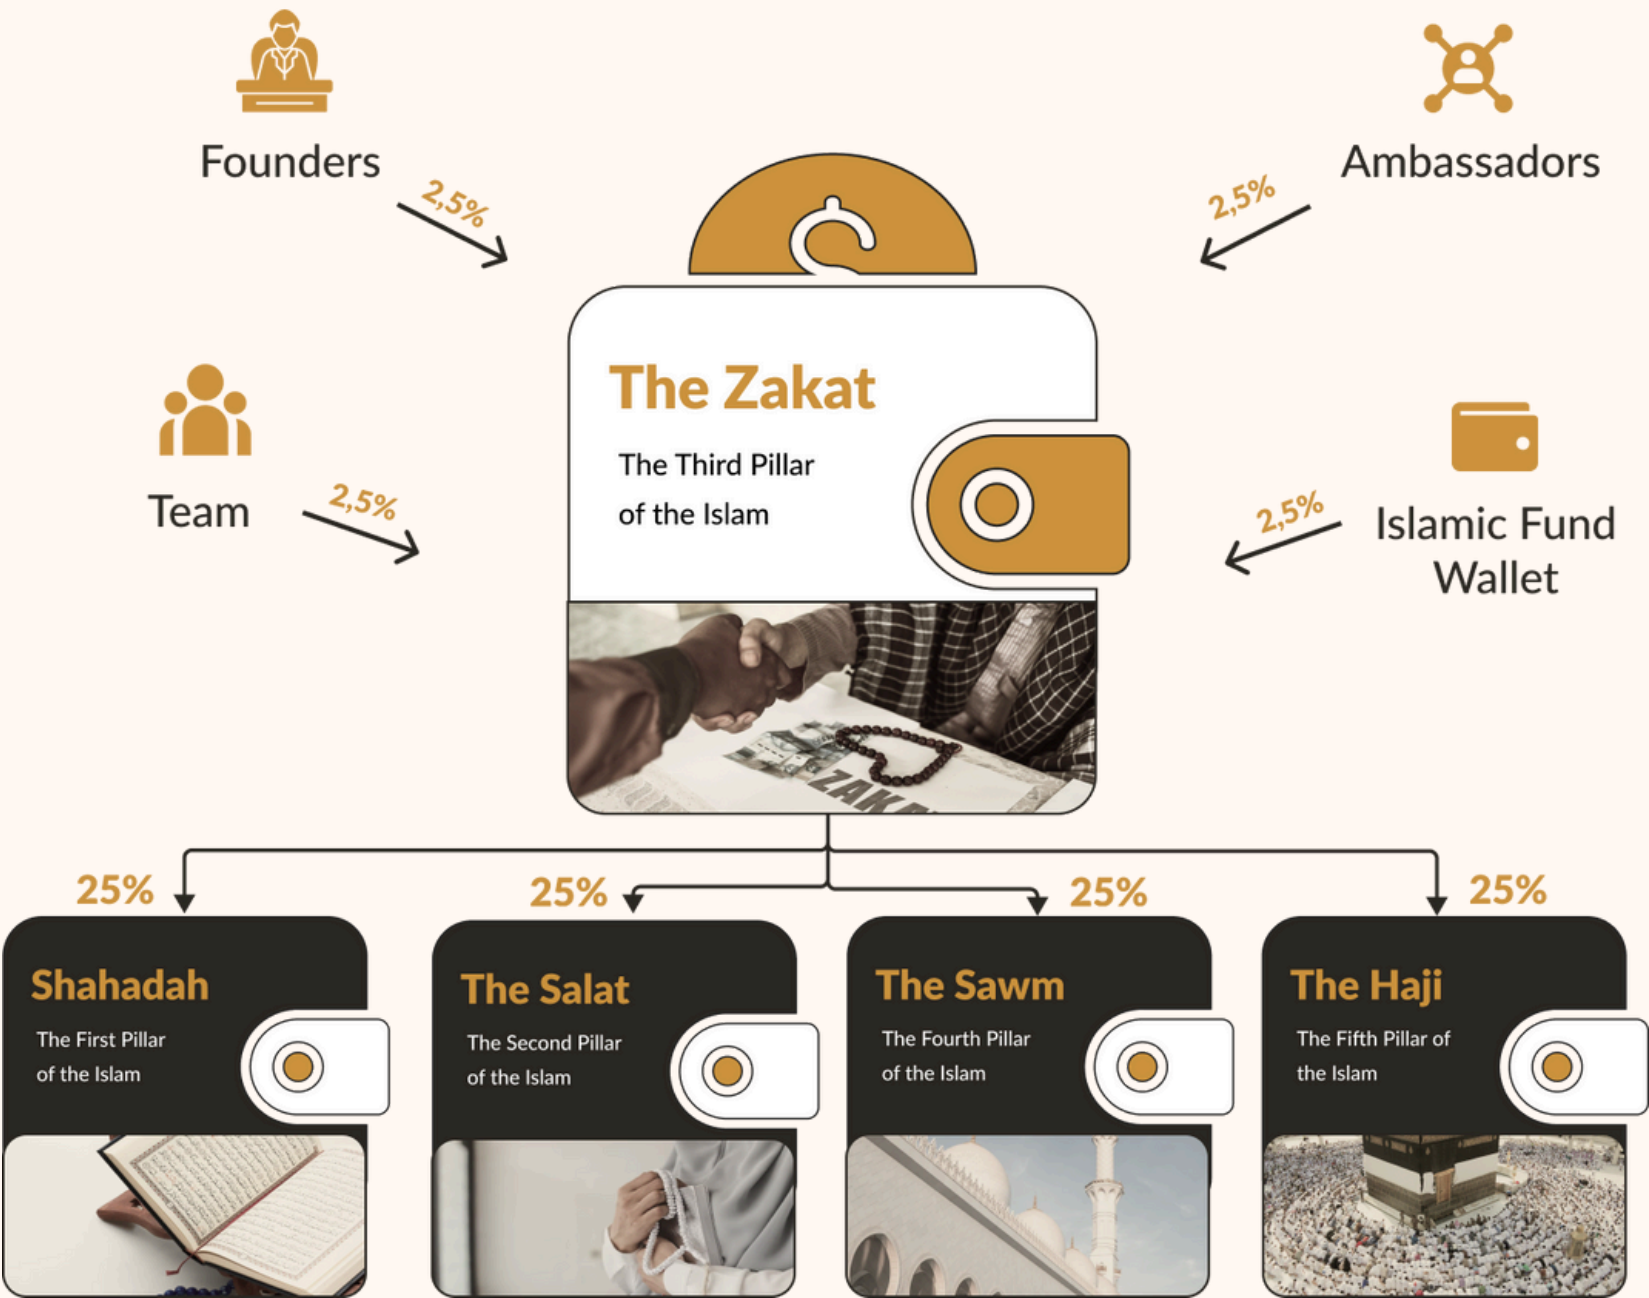 Founders
2,5%
Ambassadors
2,5%
The Zakat
The Third Pillar
of the Islam
Team
2,5%
Islamic Fund
Wallet
2,5%
25%
25%
25%
25%
Shahadah
The First Pillar
of the Islam
The Salat
The Second Pillar
of the Islam
The Sawm
The Fourth Pillar
of the Islam
The Haji
The Fifth Pillar of
the Islam